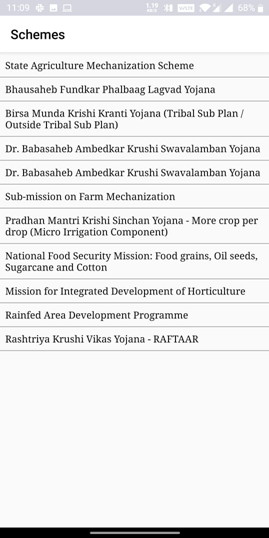 11:09
1.19
68%
Schemes
State Agriculture Mechanization Scheme
Bhausaheb Fundkar Phalbaag Lagvad Yojana
Birsa Munda Krishi Kranti Yojana (Tribal Sub Plan /
Outside Tribal Sub Plan)
Dr. Babasaheb Ambedkar Krushi Swavalamban Yojana
Dr. Babasaheb Ambedkar Krushi Swavalamban Yojana
Sub-mission on Farm Mechanization
Pradhan Mantri Krishi Sinchan Yojana - More crop per
drop (Micro Irrigation Component)
National Food Security Mission: Food grains, Oil seeds,
Sugarcane and Cotton
Mission for Integrated Development of Horticulture
Rainfed Area Development Programme
Rashtriya Krushi Vikas Yojana - RAFTAAR